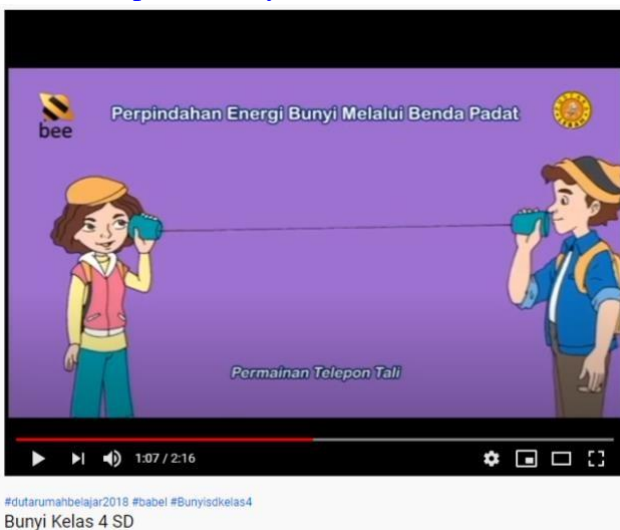 bee
Perpindahan Energi Bunyi Melalui Benda Padat
Permainan Telepon Tali
1:07 / 2:16
#dutarumahbelajar2018 #babel #Bunyisdkelas4
Bunyi Kelas 4 SD